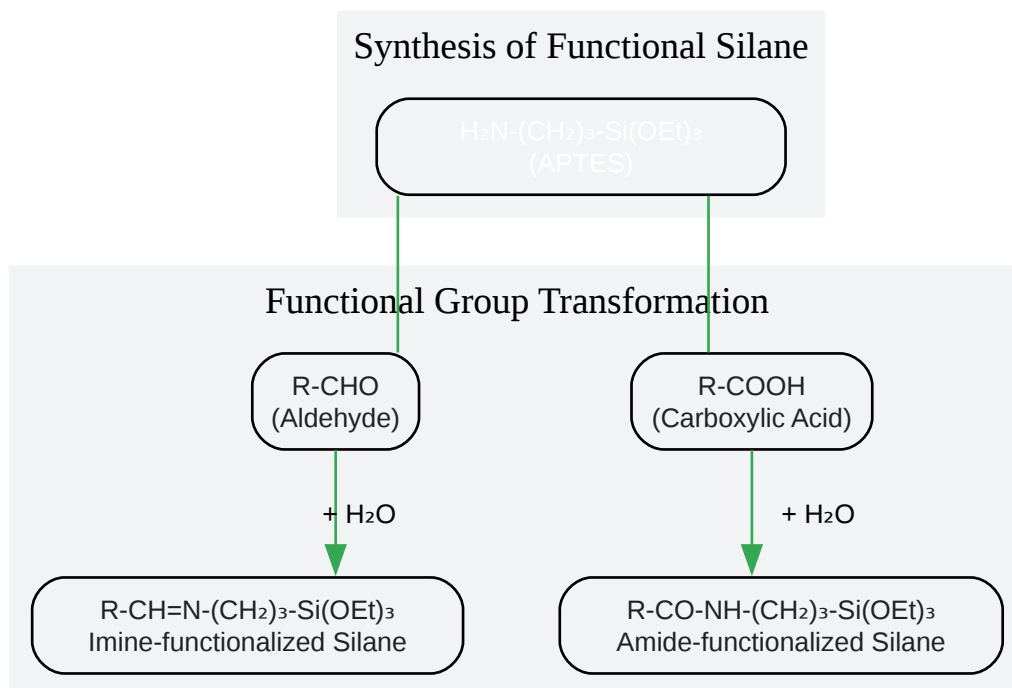 Synthesis of Functional Silane
H₂N-(CH₂)₃-Si(OEt)₃
(APTES)
Functional Group Transformation
R-CHO
(Aldehyde)
R-COOH
(Carboxylic Acid)
+ H₂O
+ H₂O
R-CH=N-(CH₂)₃-Si(OEt)₃
Imine-functionalized Silane
R-CO-NH-(CH₂)₃-Si(OEt)₃
Amide-functionalized Silane